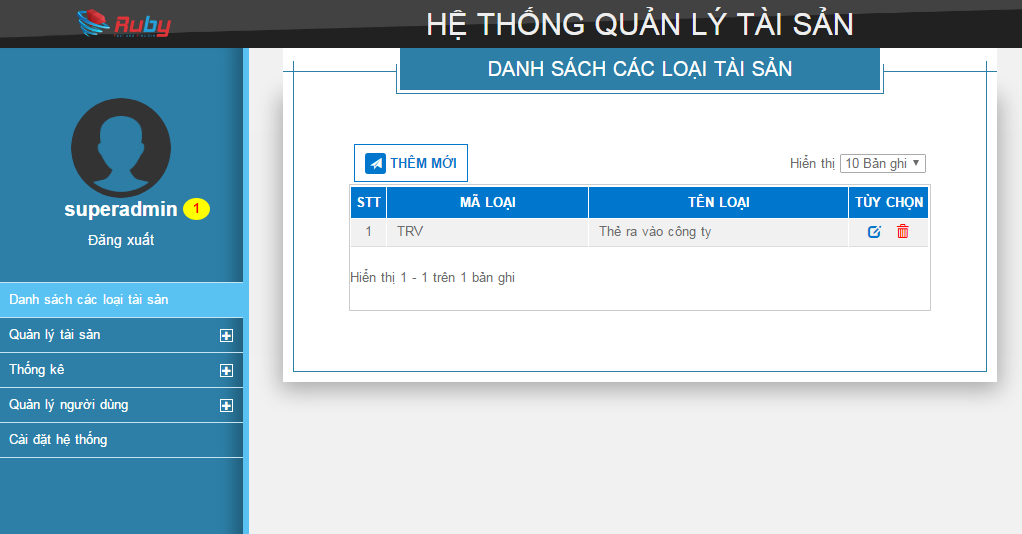 Ruby
HỆ THỐNG QUẢN LÝ TÀI SẢN
superadmin 1
Đăng xuất
Danh sách các loại tài sản
Quản lý tài sản
Thống kê
Quản lý người dùng
Cài đặt hệ thống
DANH SÁCH CÁC LOẠI TÀI SẢN
THÊM MỚI
Hiển thị 10 Bản ghi
STT MÃ LOẠI TÊN LOẠI TÙY CHỌN
1 TRV Thẻ ra vào công ty
Hiển thị 1 - 1 trên 1 bản ghi